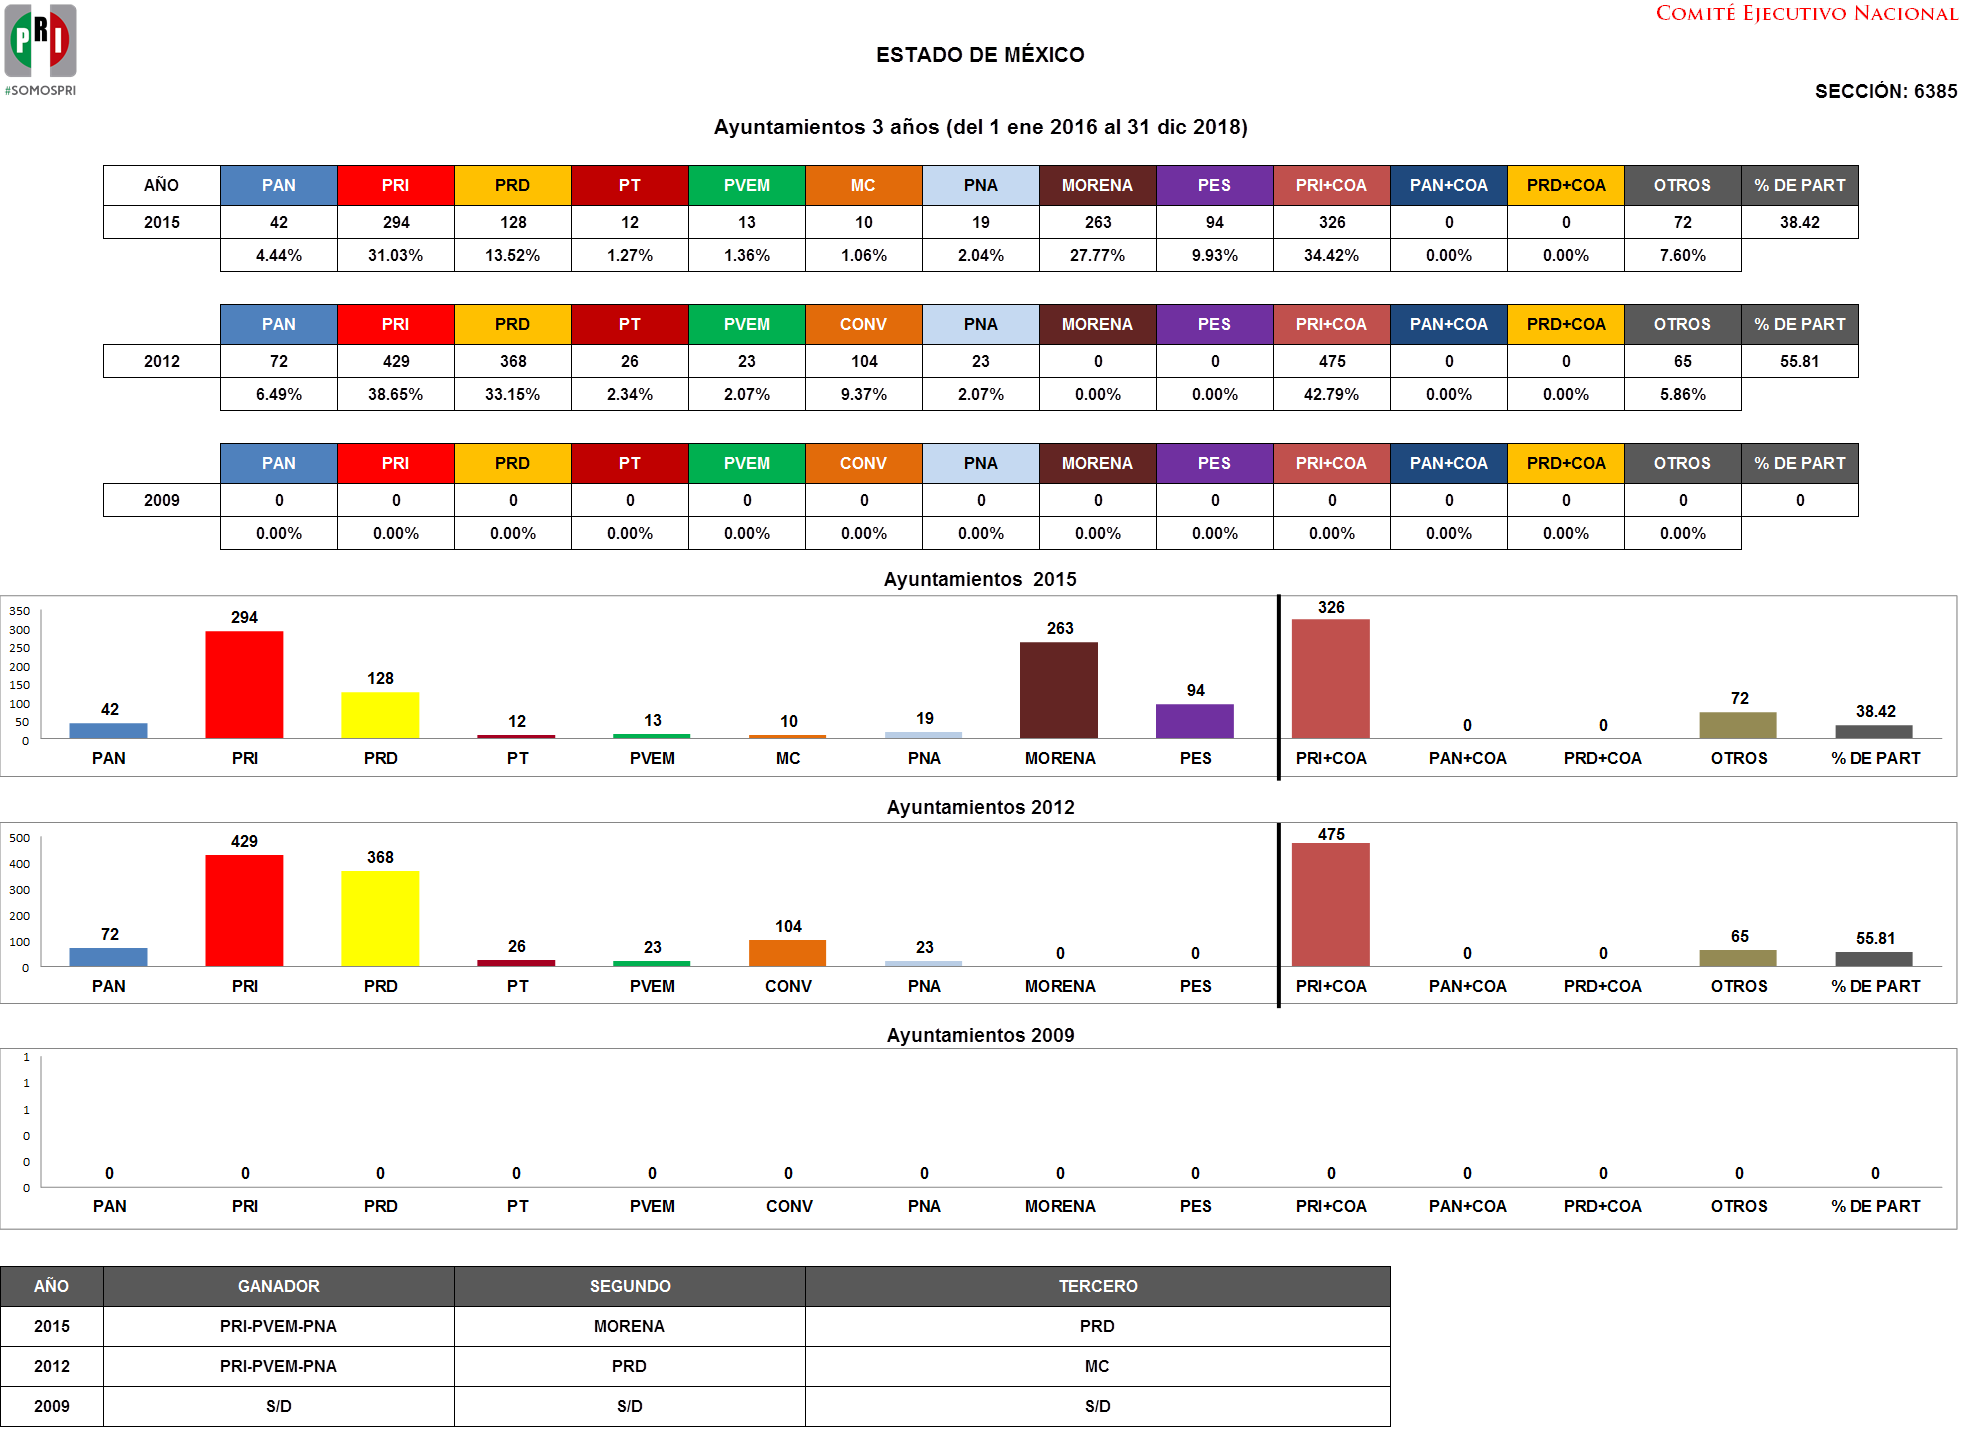 PRI
#SOMOSPRI
COMITÉ EJECUTIVO NACIONAL
ESTADO DE MÉXICO
SECCIÓN: 6385
Ayuntamientos 3 años (del 1 ene 2016 al 31 dic 2018)
AÑO PAN PRI PRD PT PVEM MC PNA MORENA PES PRI+COA PAN+COA PRD+COA OTROS % DE PART
2015 42 294 128 12 13 10 19 263 94 326 0 0 72 38.42
4.44% 31.03% 13.52% 1.27% 1.36% 1.06% 2.04% 27.77% 9.93% 34.42% 0.00% 0.00% 7.60%
PAN PRI PRD PT PVEM CONV PNA MORENA PES PRI+COA PAN+COA PRD+COA OTROS % DE PART
2012 72 429 368 26 23 104 23 0 0 475 0 0 65 55.81
6.49% 38.65% 33.15% 2.34% 2.07% 9.37% 2.07% 0.00% 0.00% 42.79% 0.00% 0.00% 5.86%
PAN PRI PRD PT PVEM CONV PNA MORENA PES PRI+COA PAN+COA PRD+COA OTROS % DE PART
2009 0 0 0 0 0 0 0 0 0 0 0 0 0 0
0.00% 0.00% 0.00% 0.00% 0.00% 0.00% 0.00% 0.00% 0.00% 0.00% 0.00% 0.00% 0.00%
Ayuntamientos 2015
350
300
250
200
150
100
50
0
42 294 128 12 13 10 19 263 94 326 0 0 72 38.42
PAN PRI PRD PT PVEM MC PNA MORENA PES PRI+COA PAN+COA PRD+COA OTROS % DE PART
Ayuntamientos 2012
500
400
300
200
100
0
72 429 368 26 23 104 23 0 0 475 0 0 65 55.81
PAN PRI PRD PT PVEM CONV PNA MORENA PES PRI+COA PAN+COA PRD+COA OTROS % DE PART
Ayuntamientos 2009
1
1
1
0
0
0
0 0 0 0 0 0 0 0 0 0 0 0 0 0
PAN PRI PRD PT PVEM CONV PNA MORENA PES PRI+COA PAN+COA PRD+COA OTROS % DE PART
AÑO GANADOR SEGUNDO TERCERO
2015 PRI-PVEM-PNA MORENA PRD
2012 PRI-PVEM-PNA PRD MC
2009 S/D S/D S/D